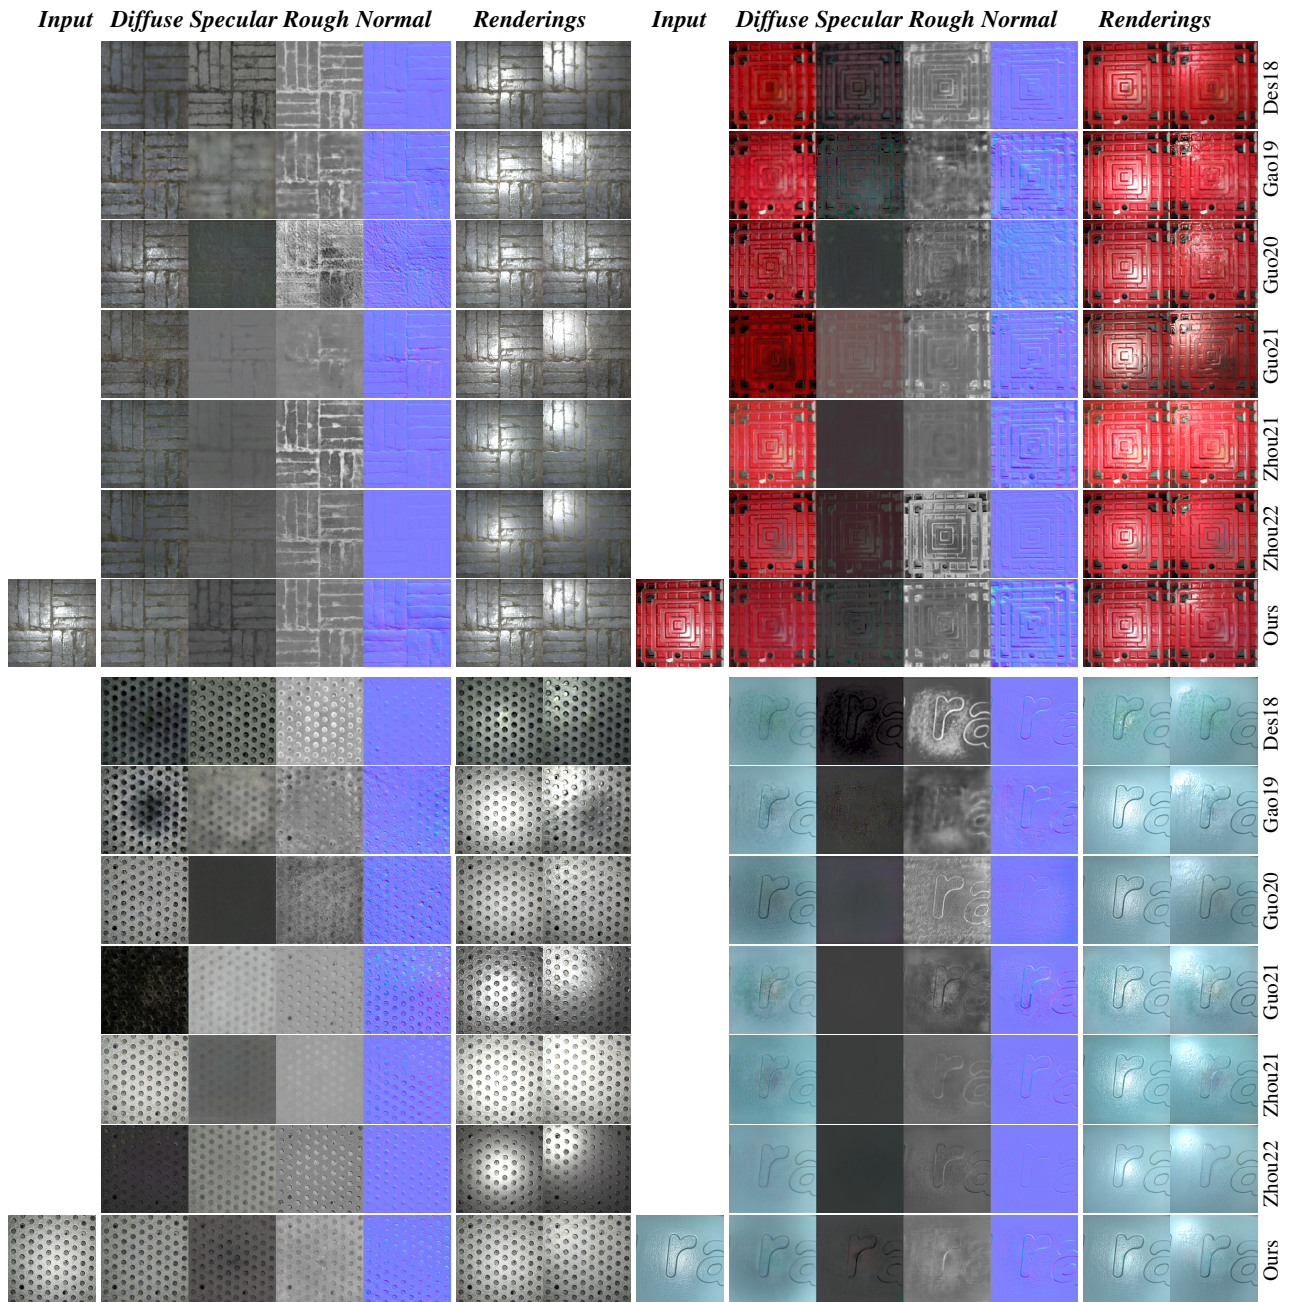 Input Diffuse Specular Rough Normal Renderings Input Diffuse Specular Rough Normal Renderings
Des18
Gao19
Guo20
Guo21
Zhou21
Zhou22
Ours
Des18
Gao19
Guo20
Guo21
Zhou21
Zhou22
Ours